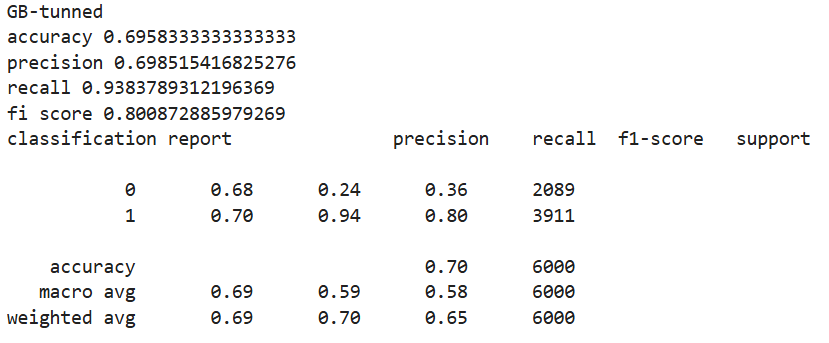 GB-tunned
accuracy 0.6958333333333333
precision 0.698515416825276
recall 0.9383789312196369
fi score 0.800872885979269
classification report precision recall f1-score support
0 0.68 0.24 0.36 2089
1 0.70 0.94 0.80 3911
accuracy 0.70 6000
macro avg 0.69 0.59 0.58 6000
weighted avg 0.69 0.70 0.65 6000